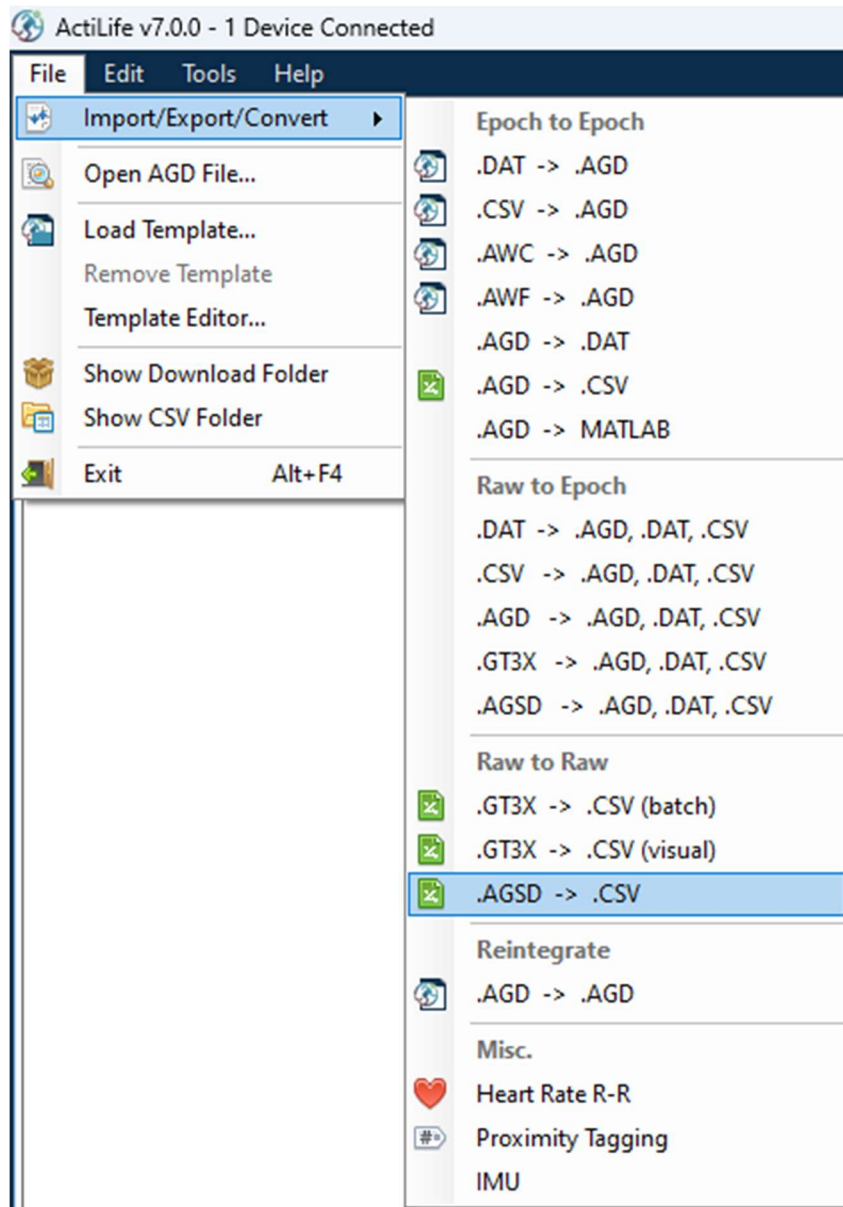 ActiLife v7.0.0 - 1 Device Connected
File Edit Tools Help
Import/Export/Convert
Open AGD File...
Load Template...
Remove Template
Template Editor...
Show Download Folder
Show CSV Folder
Exit Alt+F4
Epoch to Epoch
.DAT -> .AGD
.CSV -> .AGD
.AWC -> .AGD
.AWF -> .AGD
.AGD -> .DAT
.AGD -> .CSV
.AGD -> MATLAB
Raw to Epoch
.DAT -> .AGD, .DAT, .CSV
.CSV -> .AGD, .DAT, .CSV
.AGD -> .AGD, .DAT, .CSV
.GT3X -> .AGD, .DAT, .CSV
.AGSD -> .AGD, .DAT, .CSV
Raw to Raw
.GT3X -> .CSV (batch)
.GT3X -> .CSV (visual)
.AGSD -> .CSV
Reintegrate
.AGD -> .AGD
Misc.
Heart Rate R-R
Proximity Tagging
IMU